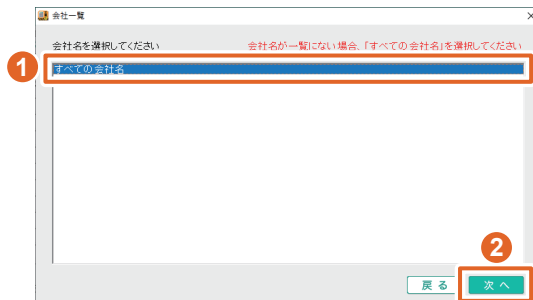 会社一覧
会社名を選択してください 会社名が一覧にない場合、「すべての会社名」を選択してください
1 すべての会社名
2
戻る 次へ